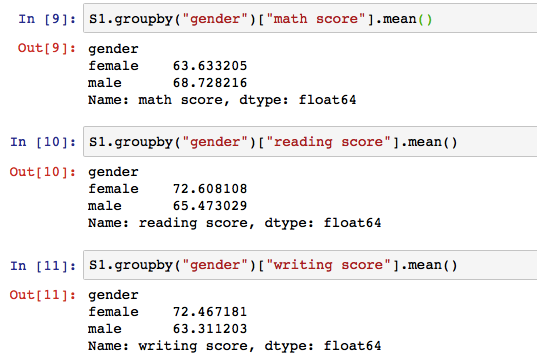 In [9]: S1.groupby("gender")["math score"].mean()
Out[9]: gender
female    63.633205
male      68.728216
Name: math score, dtype: float64
In [10]: S1.groupby("gender")["reading score"].mean()
Out[10]: gender
female    72.608108
male      65.473029
Name: reading score, dtype: float64
In [11]: S1.groupby("gender")["writing score"].mean()
Out[11]: gender
female    72.467181
male      63.311203
Name: writing score, dtype: float64